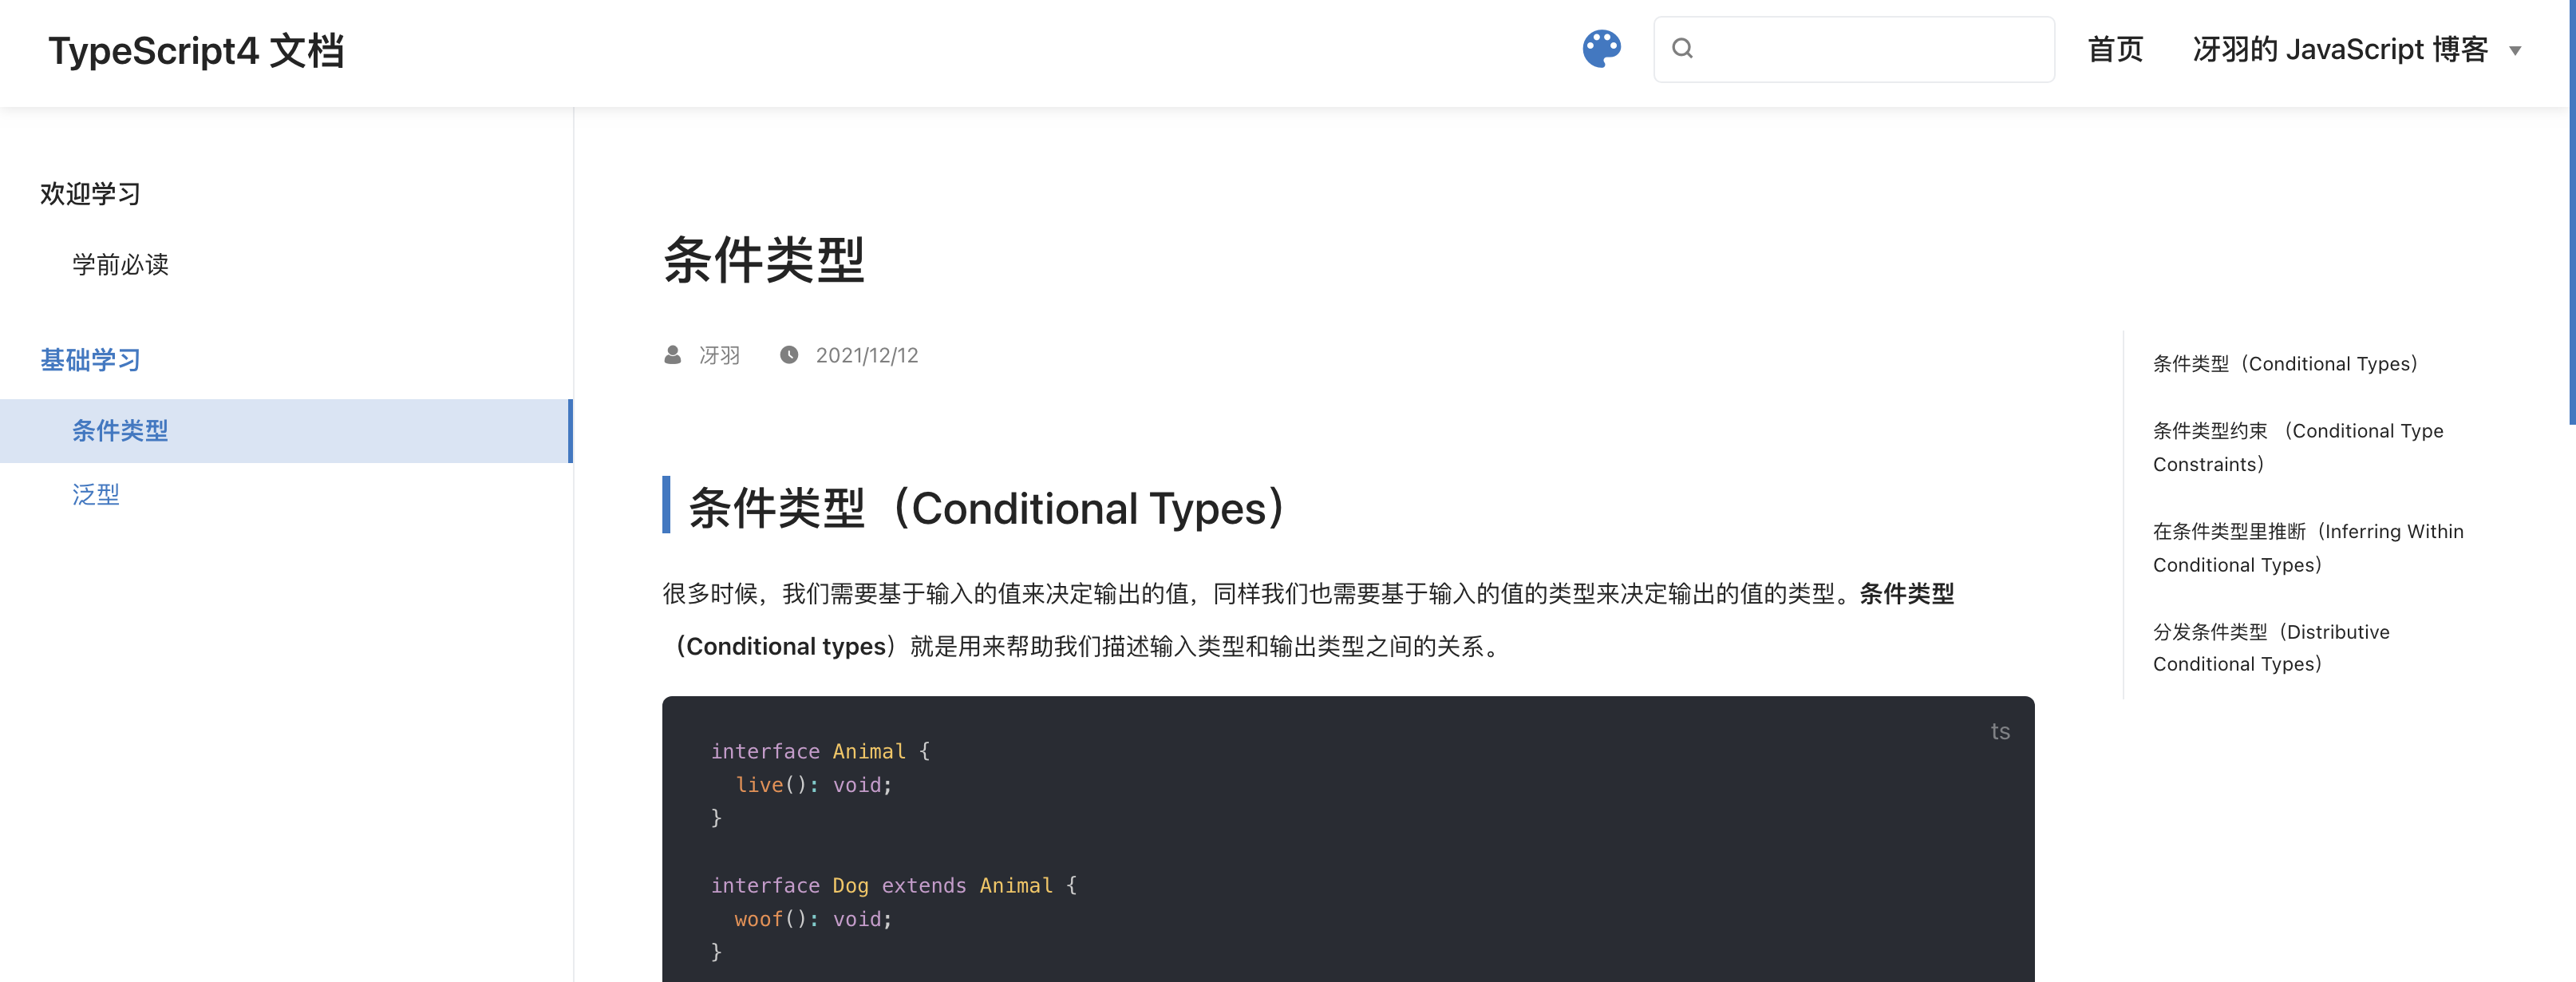 TypeScript4 文档
首页
冴羽的 JavaScript 博客
欢迎学习
学前必读
基础学习
条件类型
泛型
条件类型
冴羽
2021/12/12
条件类型（Conditional Types）
很多时候，我们需要基于输入的值来决定输出的值，同样我们也需要基于输入的值的类型来决定输出的值的类型。条件类型
（Conditional types）就是用来帮助我们描述输入类型和输出类型之间的关系。
ts
interface Animal {
  live(): void;
}
interface Dog extends Animal {
  woof(): void;
}
条件类型（Conditional Types）
条件类型约束 （Conditional Type
Constraints）
在条件类型里推断（Inferring Within
Conditional Types）
分发条件类型（Distributive
Conditional Types）